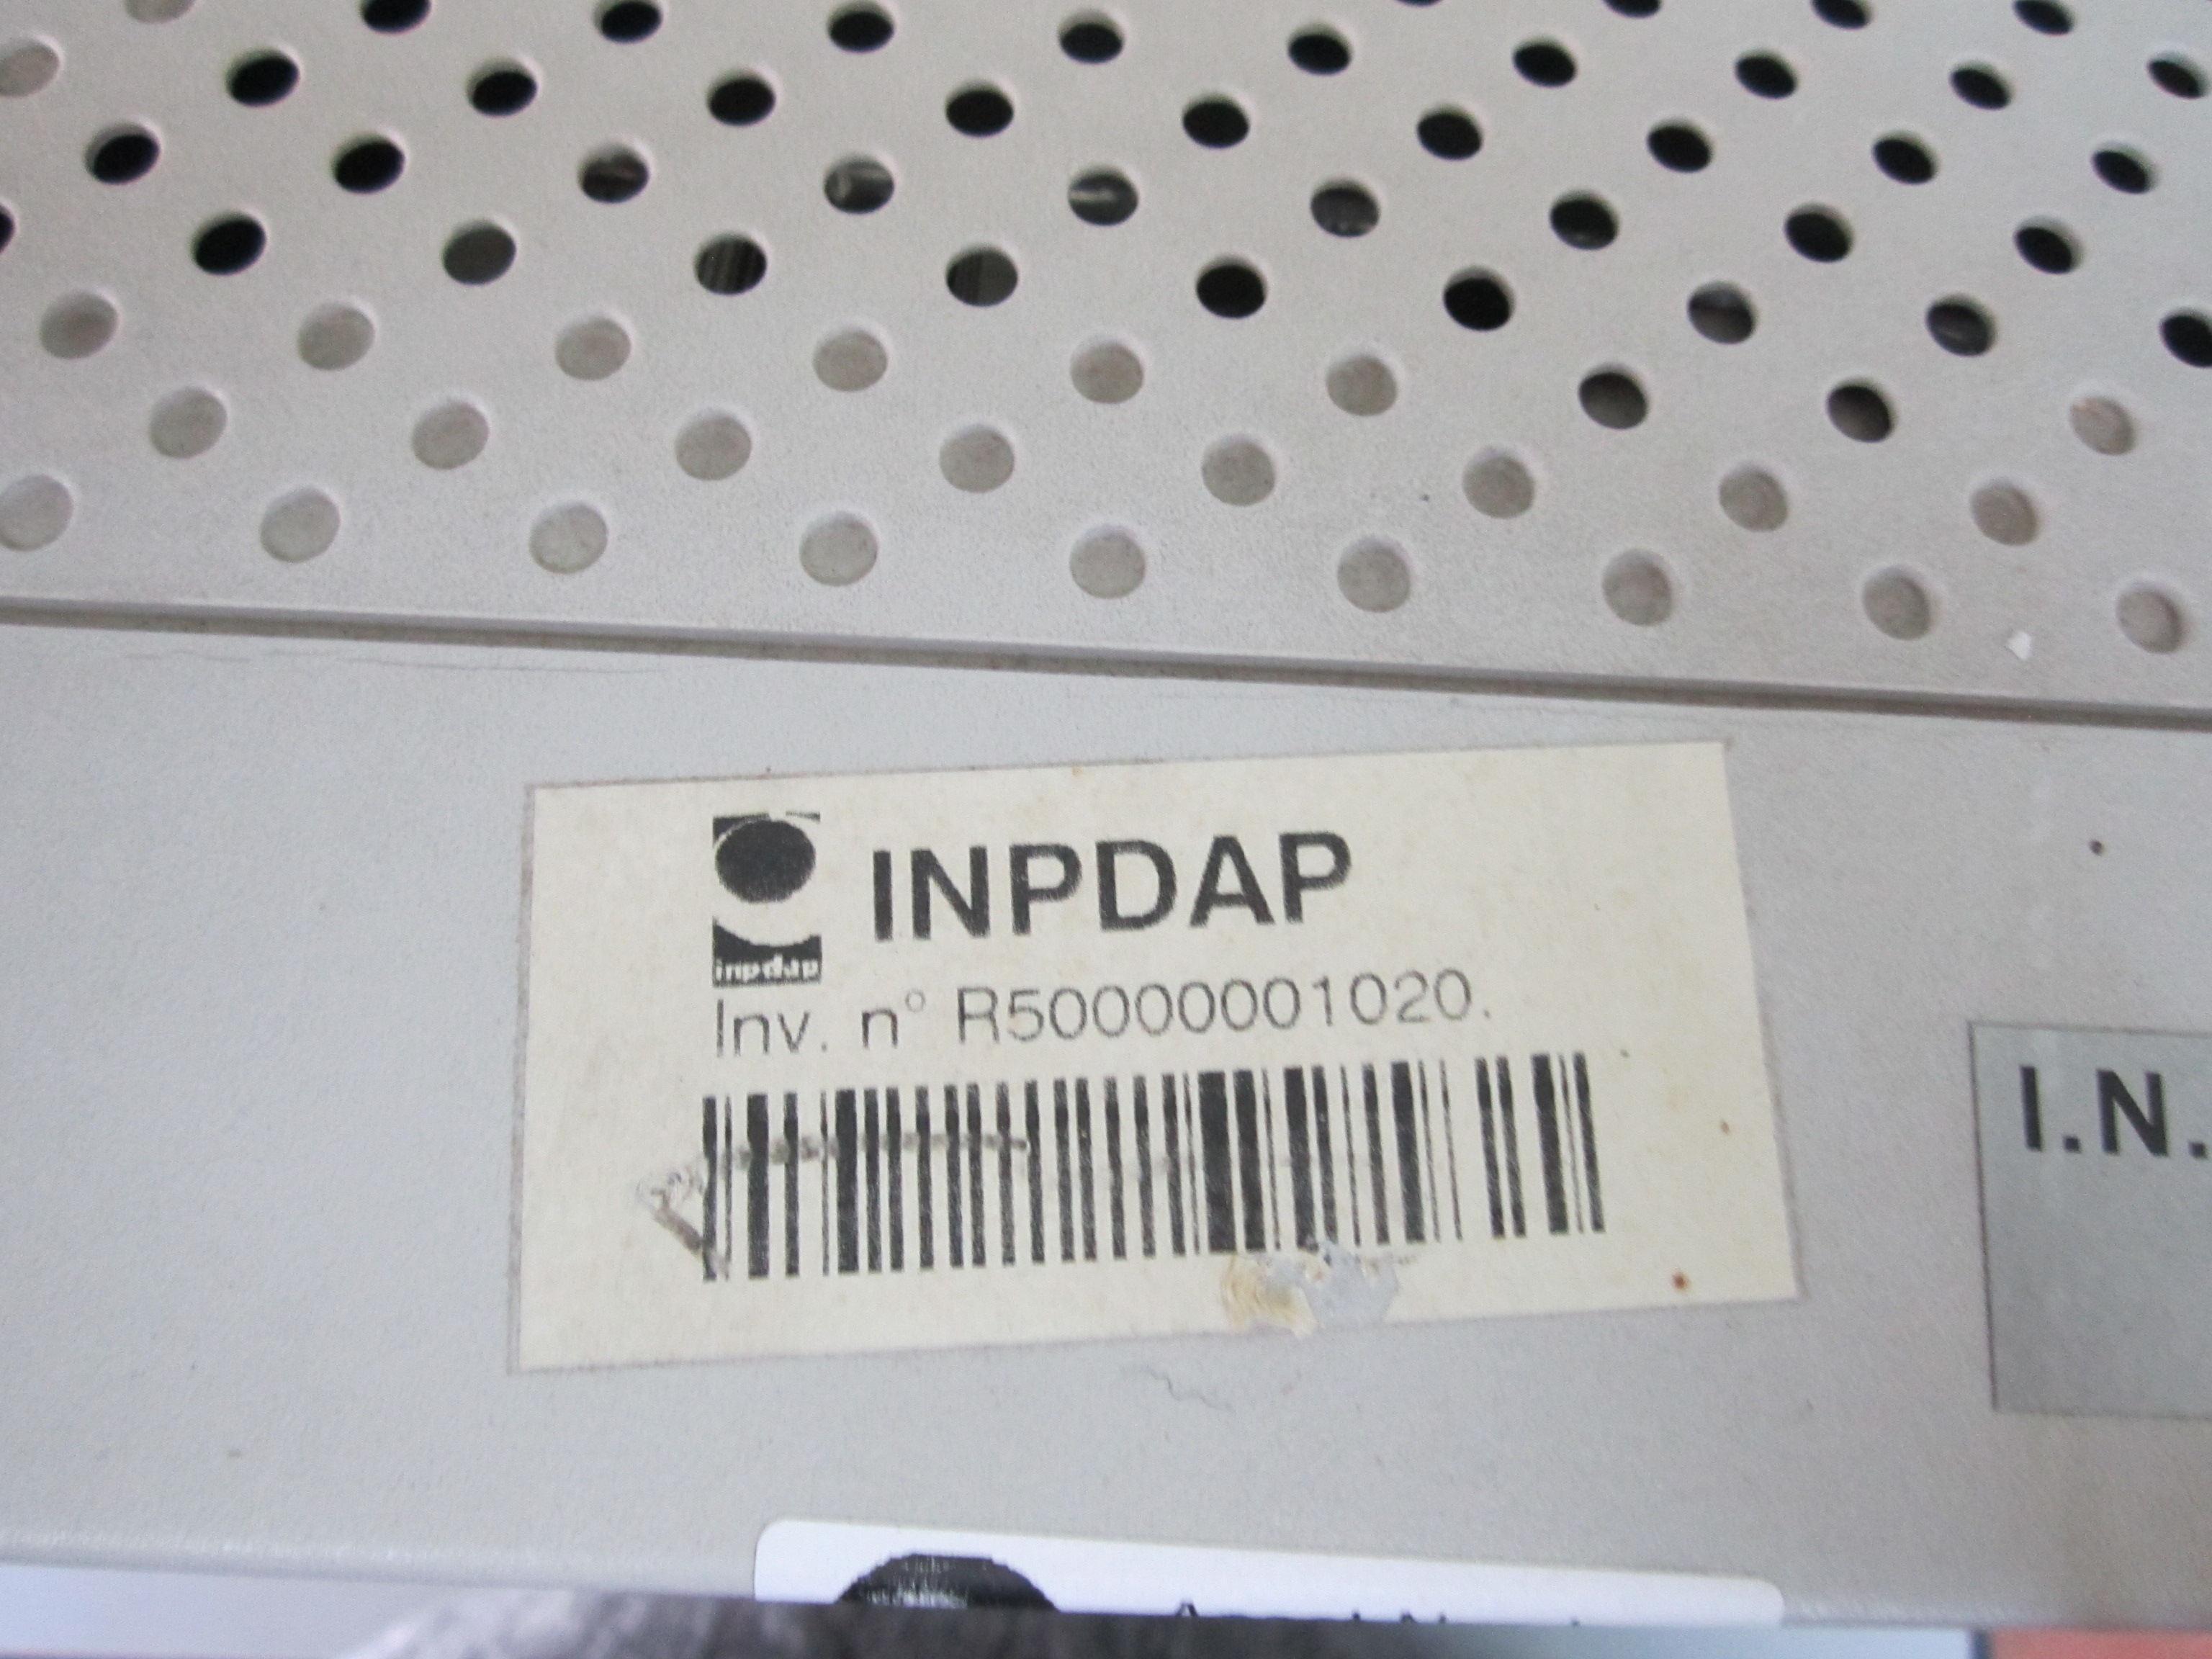 INPDAP
inpdap
Inv. n° R50000001020.
I.N.